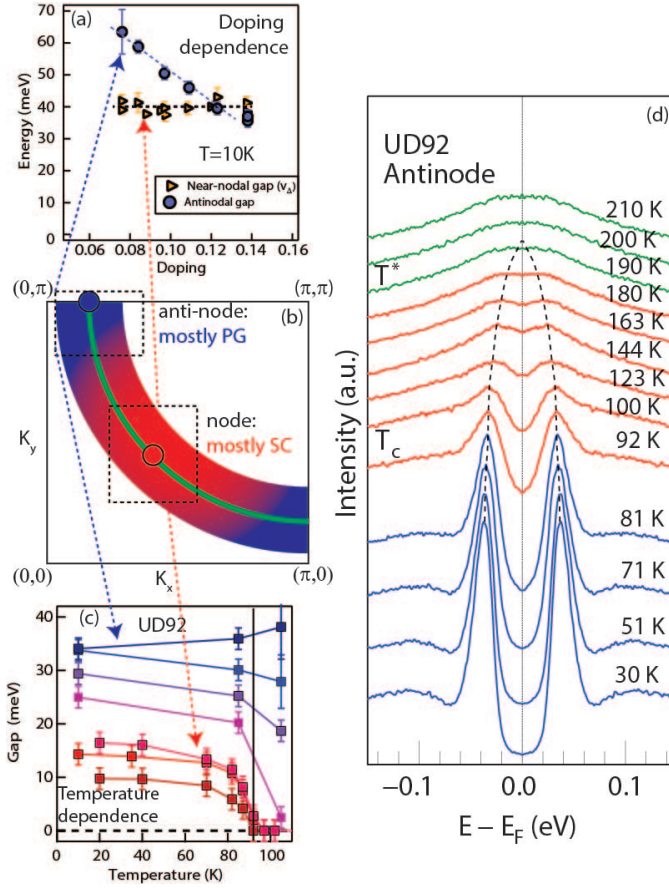 (a)
Doping
dependence
70
60
50
40
30
20
10
0
Energy (meV)
T=10K
Near-nodal gap (vΔ)
Antinodal gap
0.06 0.08 0.10 0.12 0.14 0.16
Doping
(0,π)
(π,π)
(b)
anti-node:
mostly PG
node:
mostly SC
Ky
Kx
(0,0)
(π,0)
(c)
UD92
40
30
20
10
0
Gap (meV)
Temperature
dependence
0 20 40 60 80 100
Temperature (K)
(d)
UD92
Antinode
210 K
200 K
190 K
T*
180 K
163 K
144 K
123 K
100 K
Tc
92 K
81 K
71 K
51 K
30 K
Intensity (a.u.)
−0.1 0.0 0.1
E − EF (eV)